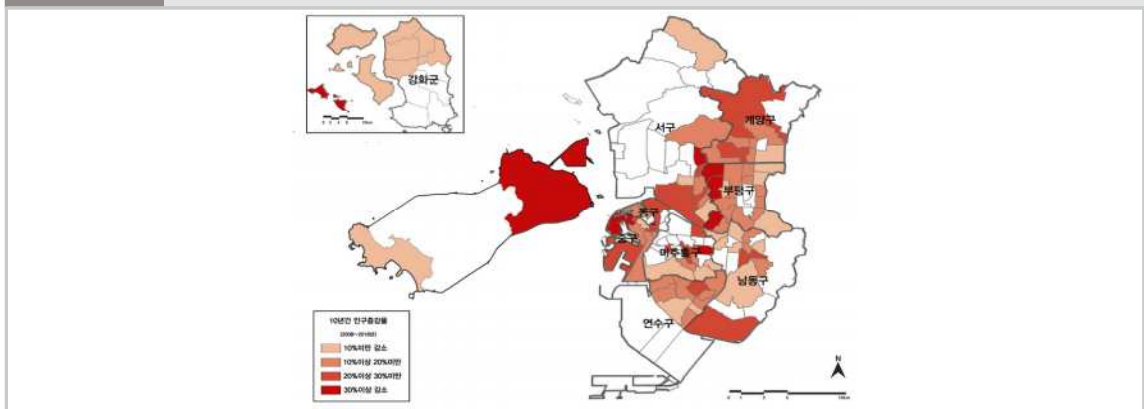 강화군
서구
계양구
부평구
동구
중구
미추홀구
남동구
연수구
10년간 인구증감률
10%미만 감소
10%이상 20%미만
20%이상 30%미만
30%이상 감소
N